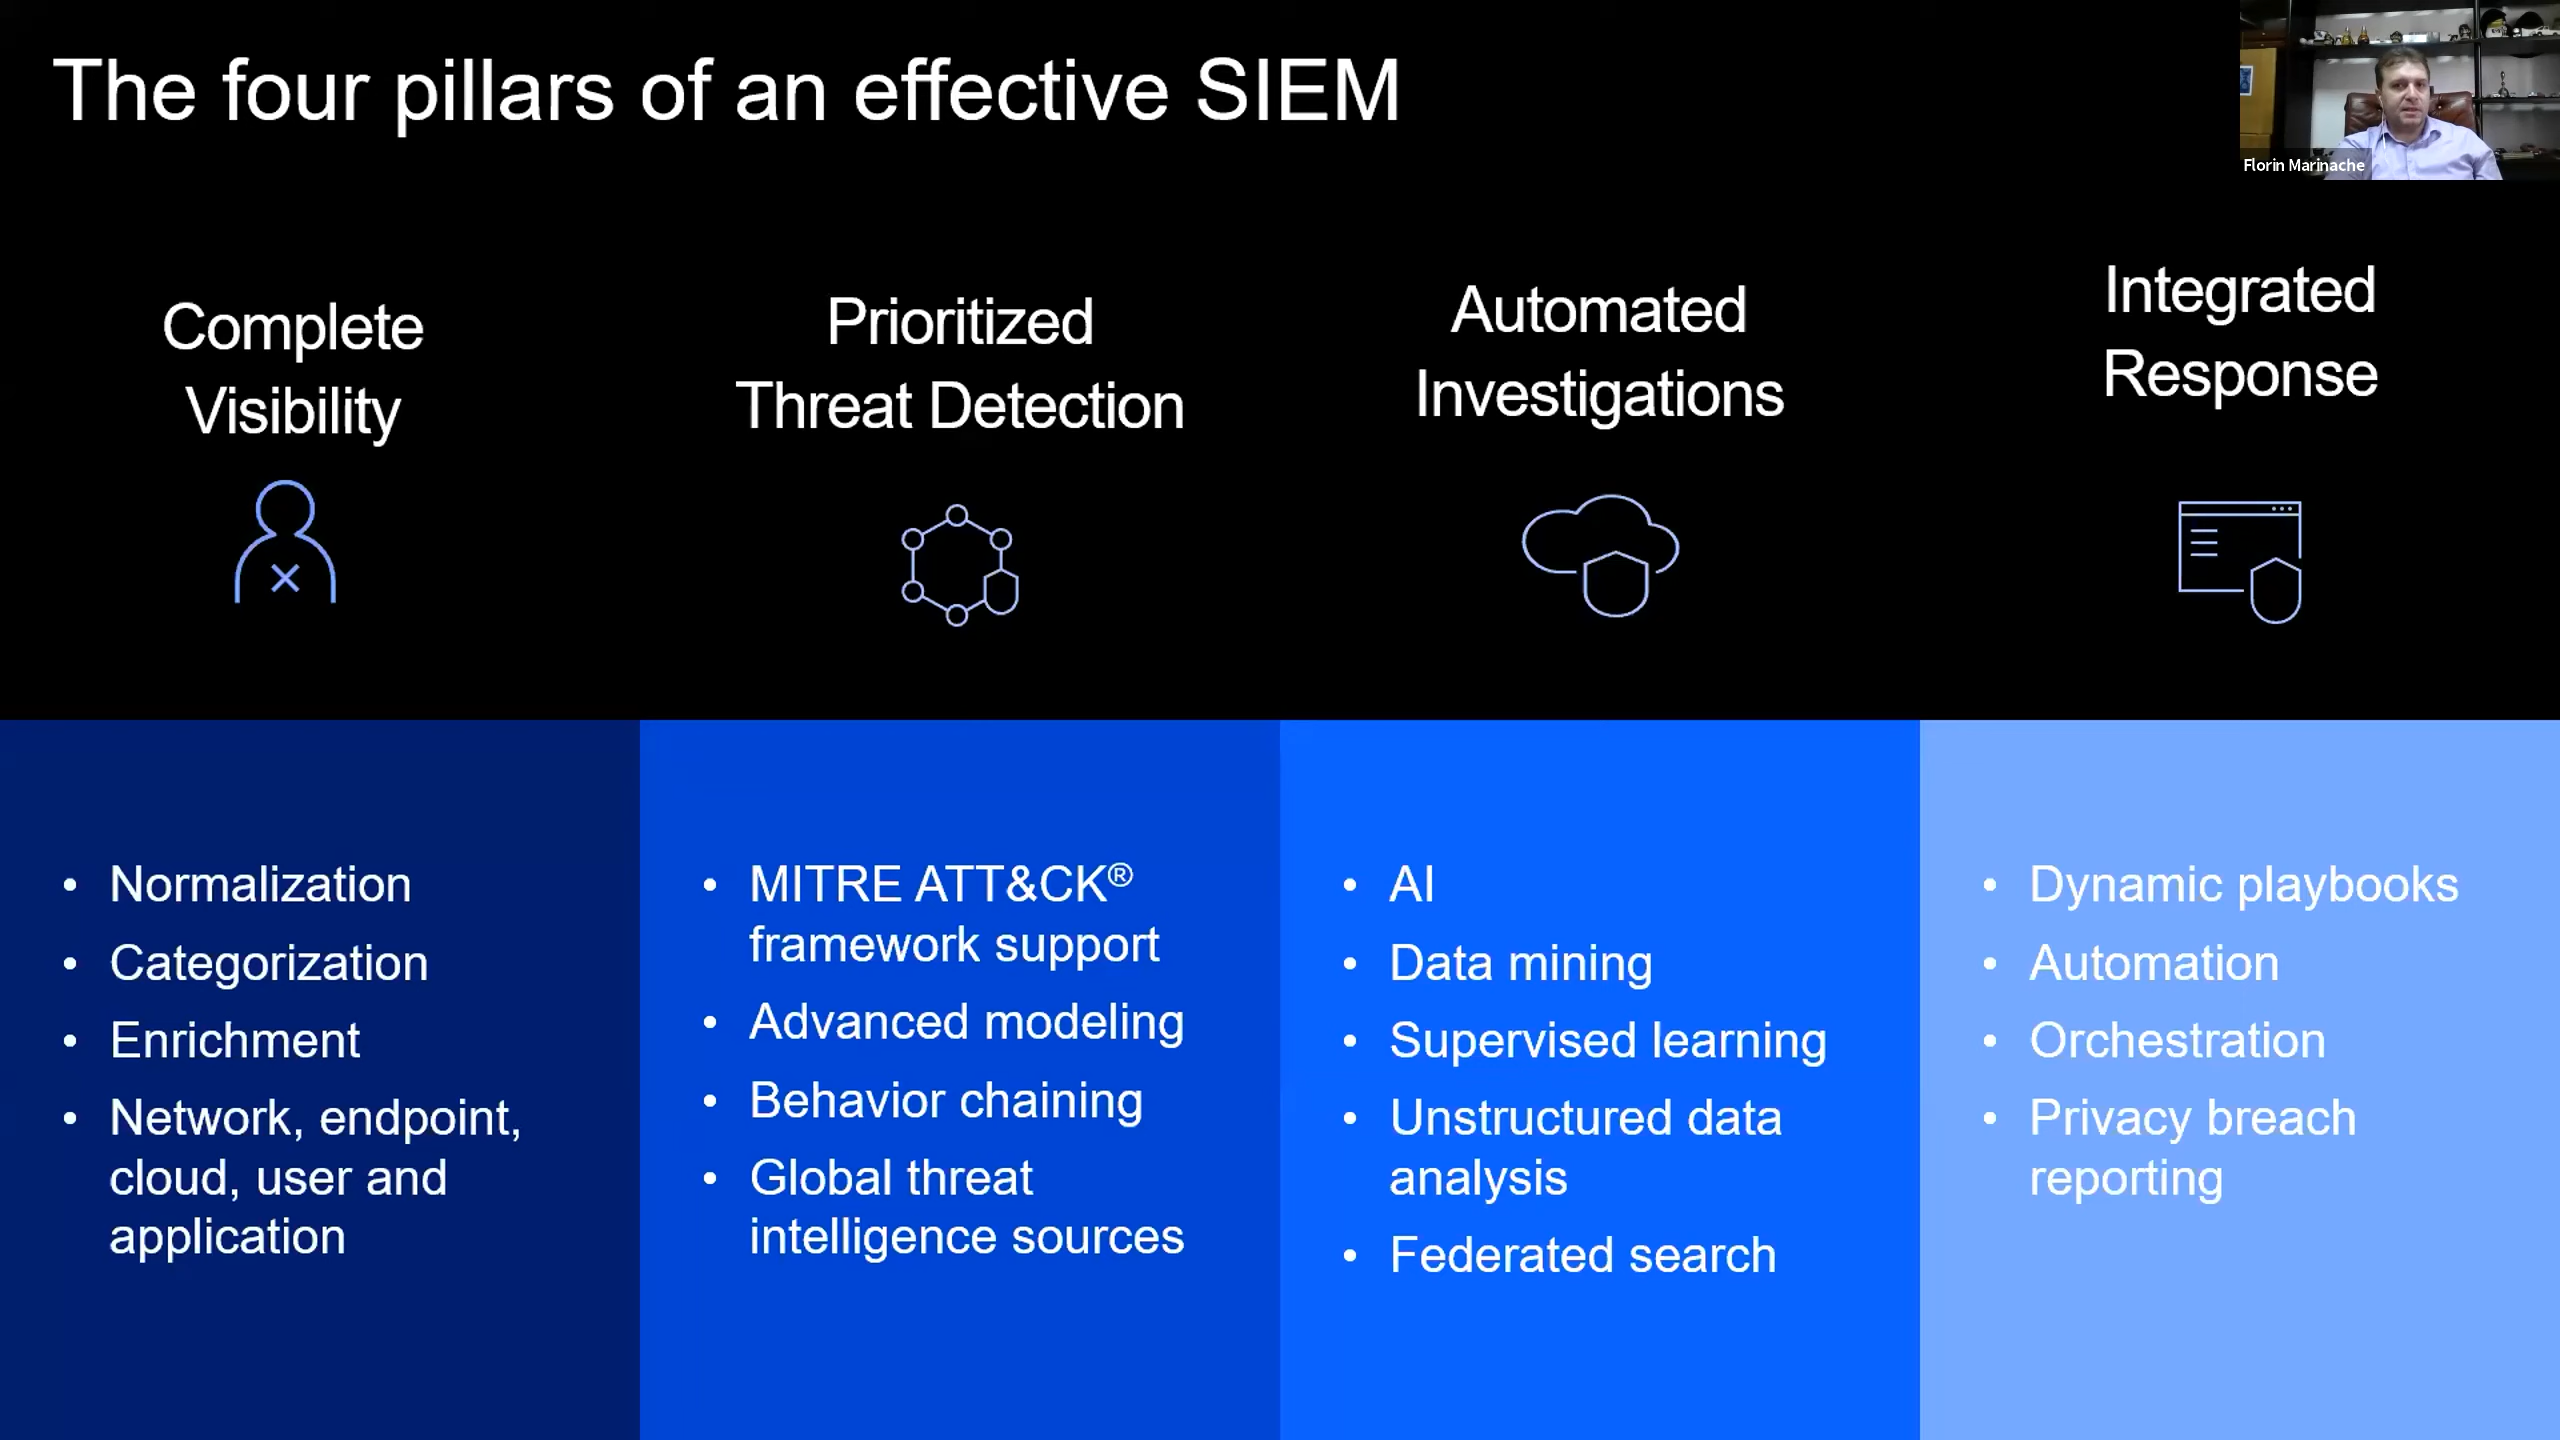 The four pillars of an effective SIEM
Florin Marinache
Complete
Visibility
Prioritized
Threat Detection
Automated
Investigations
Integrated
Response
• Normalization
• Categorization
• Enrichment
• Network, endpoint,
cloud, user and
application
• MITRE ATT&CK®
framework support
• Advanced modeling
• Behavior chaining
• Global threat
intelligence sources
• AI
• Data mining
• Supervised learning
• Unstructured data
analysis
• Federated search
• Dynamic playbooks
• Automation
• Orchestration
• Privacy breach
reporting